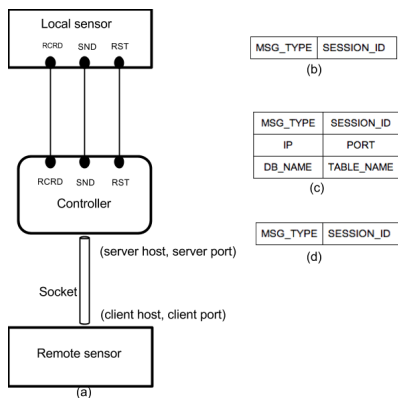 Local sensor
RCRD SND RST
RCRD SND RST
Controller
(server host, server port)
Socket
(client host, client port)
Remote sensor
(a)
MSG_TYPE SESSION_ID
(b)
MSG_TYPE SESSION_ID
IP PORT
DB_NAME TABLE_NAME
(c)
MSG_TYPE SESSION_ID
(d)